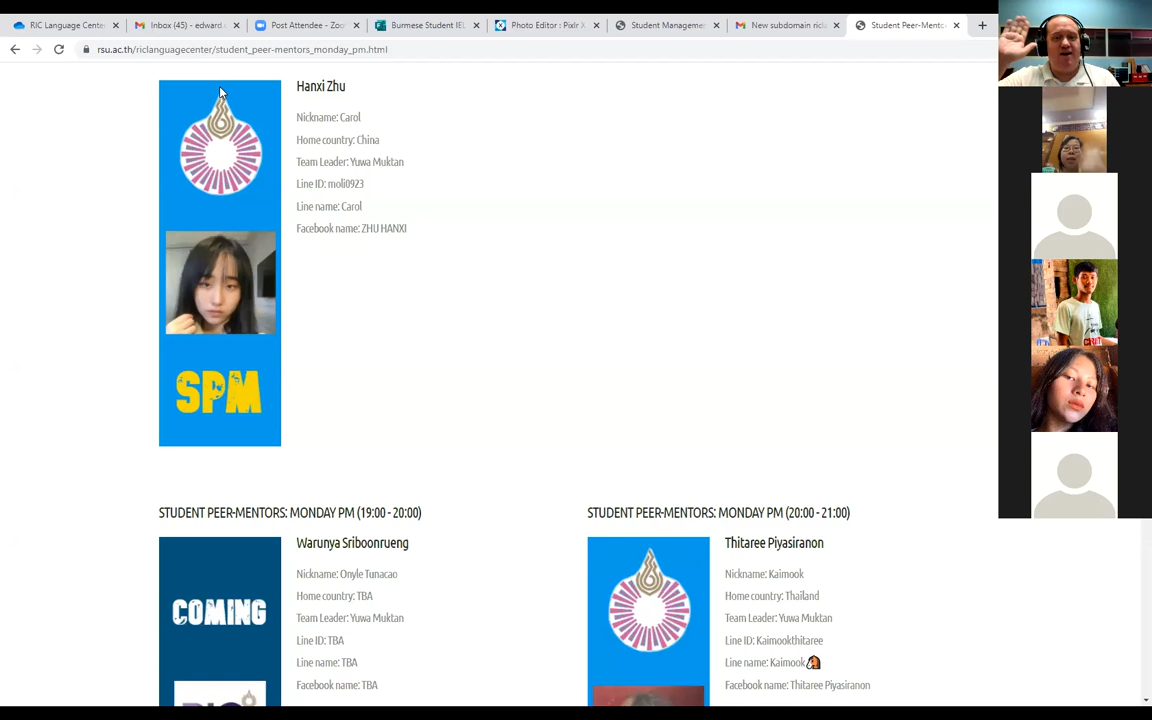 RIC Language Cente
Inbox (45) - edward
Post Attendee - Zoo
Burmese Student IEL
Photo Editor : Pixlr X
Student Manageme
New subdomain riclа
Student Peer-Mento
rsu.ac.th/riclanguagecenter/student_peer-mentors_monday_pm.html
Hanxi Zhu
Nickname: Carol
Home country: China
Team Leader: Yuwa Muktan
Line ID: moli0923
Line name: Carol
Facebook name: ZHU HANXI
SPM
STUDENT PEER-MENTORS: MONDAY PM (19:00 - 20:00)
Warunya Sriboonrueng
Nickname: Onyle Tunacao
Home country: TBA
Team Leader: Yuwa Muktan
Line ID: TBA
Line name: TBA
Facebook name: TBA
COMING
STUDENT PEER-MENTORS: MONDAY PM (20:00 - 21:00)
Thitaree Piyasiranon
Nickname: Kaimook
Home country: Thailand
Team Leader: Yuwa Muktan
Line ID: Kaimookthitaree
Line name: Kaimook
Facebook name: Thitaree Piyasiranon